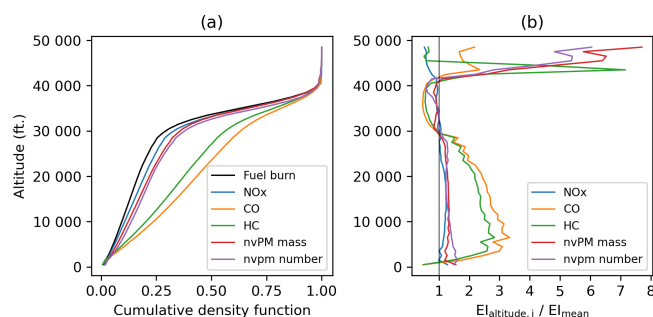 (a)
50 000
40 000
30 000
20 000
10 000
0
Altitude (ft.)
0.00 0.25 0.50 0.75 1.00
Cumulative density function
Fuel burn
NOx
CO
HC
nvPM mass
nvpm number
(b)
50 000
40 000
30 000
20 000
10 000
0
1 2 3 4 5 6 7 8
EIaltitude, i / EImean
NOx
CO
HC
nvPM mass
nvpm number